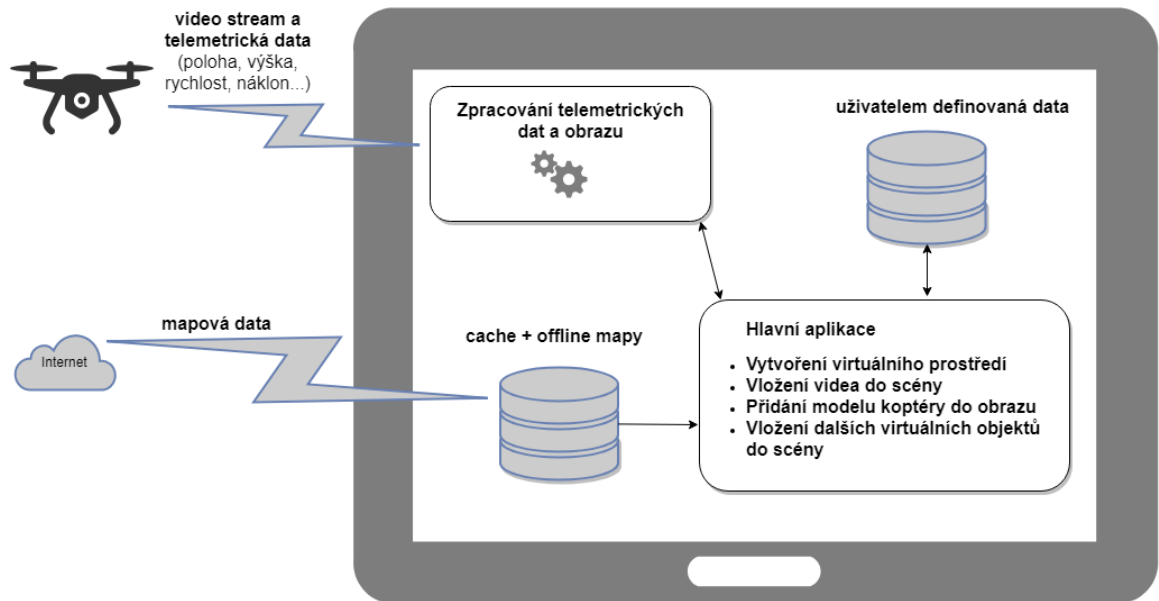 video stream a
telemetrická data
(poloha, výška,
rychlost, náklon...)
Zpracování telemetrických
dat a obrazu
uživatelem definovaná data
mapová data
Internet
cache + offline mapy
Hlavní aplikace
• Vytvoření virtuálního prostředí
• Vložení videa do scény
• Přidání modelu koptéry do obrazu
• Vložení dalších virtuálních objektů
do scény